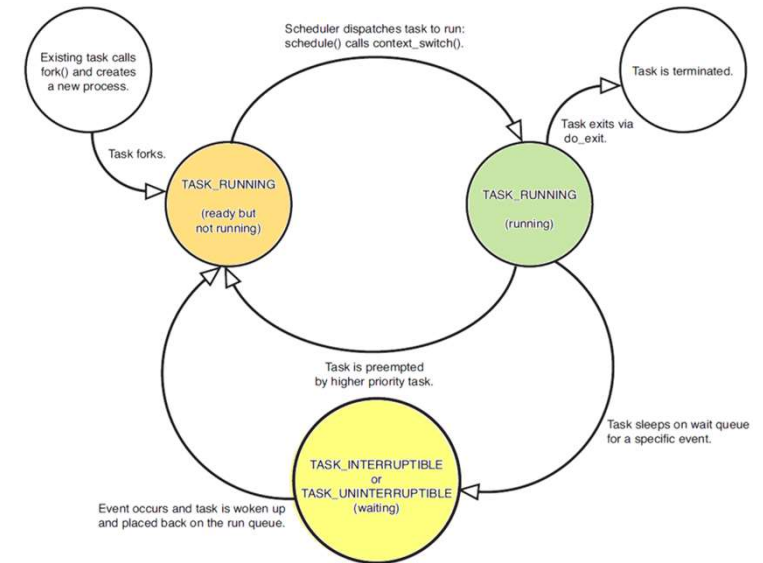 Scheduler dispatches task to run:
schedule() calls context_switch().
Existing task calls
fork() and creates
a new process.
Task is terminated.
Task exits via
do_exit.
Task forks.
TASK_RUNNING
(ready but
not running)
TASK_RUNNING
(running)
Task is preempted
by higher priority task.
Task sleeps on wait queue
for a specific event.
TASK_INTERRUPTIBLE
or
TASK_UNINTERRUPTIBLE
(waiting)
Event occurs and task is woken up
and placed back on the run queue.